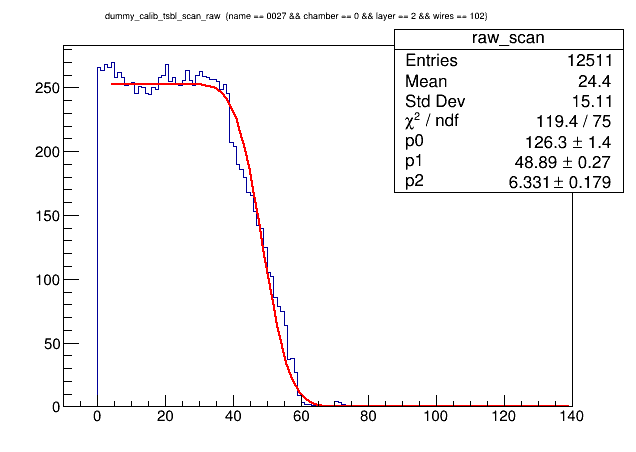 dummy_calib_tsbl_scan_raw (name == 0027 && chamber == 0 && layer == 2 && wires == 102)
raw_scan
Entries 12511
Mean 24.4
Std Dev 15.11
χ² / ndf 119.4 / 75
p0 126.3 ± 1.4
p1 48.89 ± 0.27
p2 6.331 ± 0.179
250
200
150
100
50
0
0 20 40 60 80 100 120 140